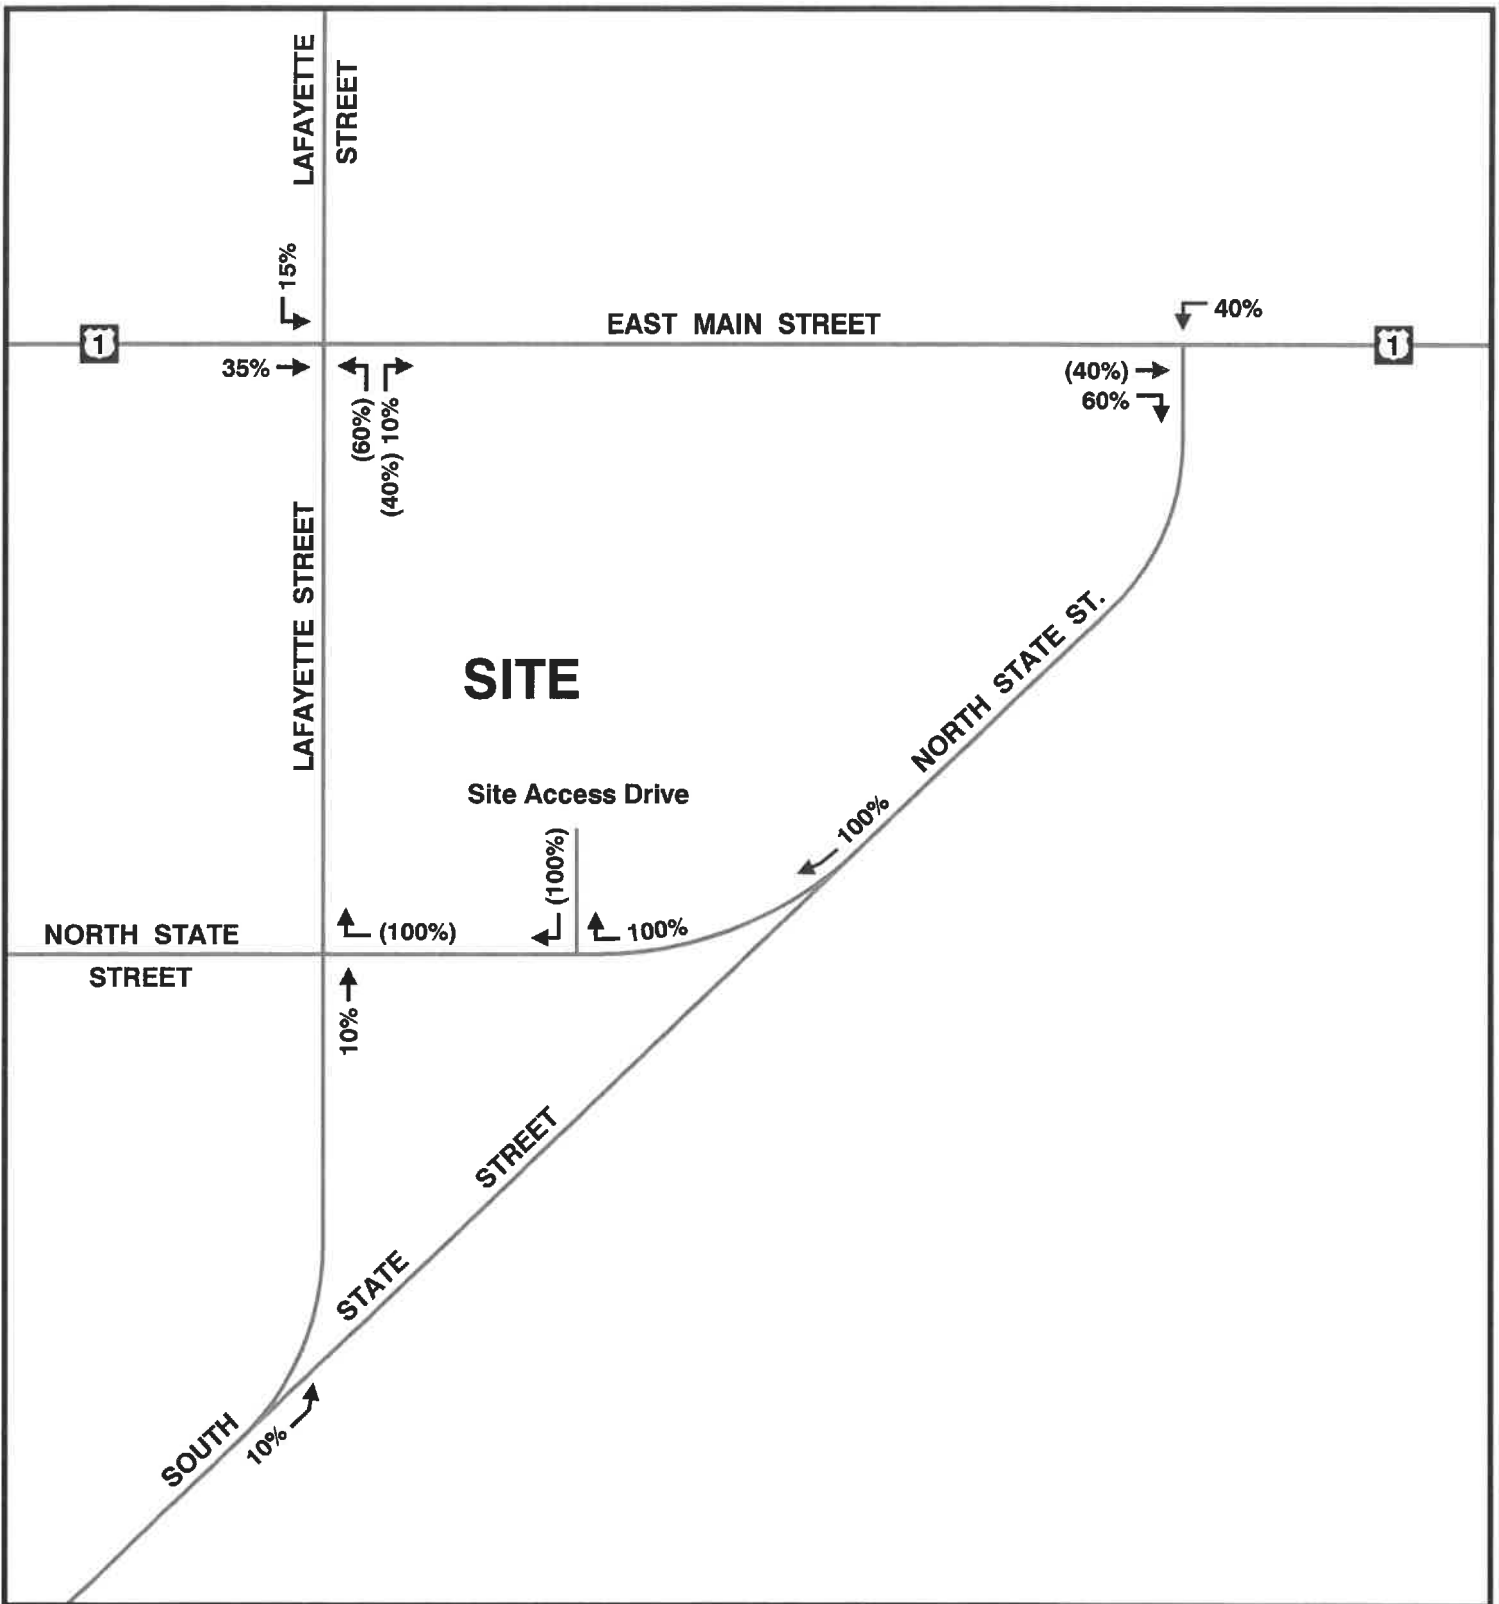 LAFAYETTE
STREET
15%
EAST MAIN STREET
40%
1
1
35%
(60%)
(40%) 10%
(40%)
60%
LAFAYETTE STREET
NORTH STATE ST.
SITE
Site Access Drive
100%
(100%)
NORTH STATE
STREET
(100%)
100%
10%
SOUTH STATE STREET
10%